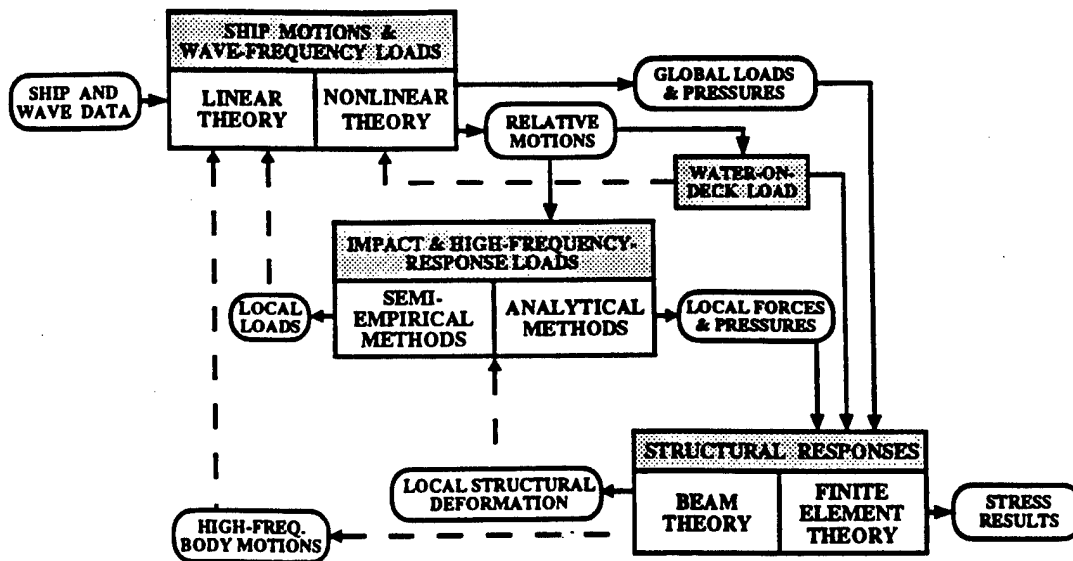 SHIP MOTIONS &
WAVE-FREQUENCY LOADS
SHIP AND
WAVE DATA
LINEAR
THEORY
NONLINEAR
THEORY
GLOBAL LOADS
& PRESSURES
RELATIVE
MOTIONS
WATER-ON-
DECK LOAD
IMPACT & HIGH-FREQUENCY-
RESPONSE LOADS
LOCAL
LOADS
SEMI-
EMPIRICAL
METHODS
ANALYTICAL
METHODS
LOCAL FORCES
& PRESSURES
STRUCTURAL RESPONSES
LOCAL STRUCTURAL
DEFORMATION
BEAM
THEORY
FINITE
ELEMENT
THEORY
STRESS
RESULTS
HIGH-FREQ.
BODY MOTIONS